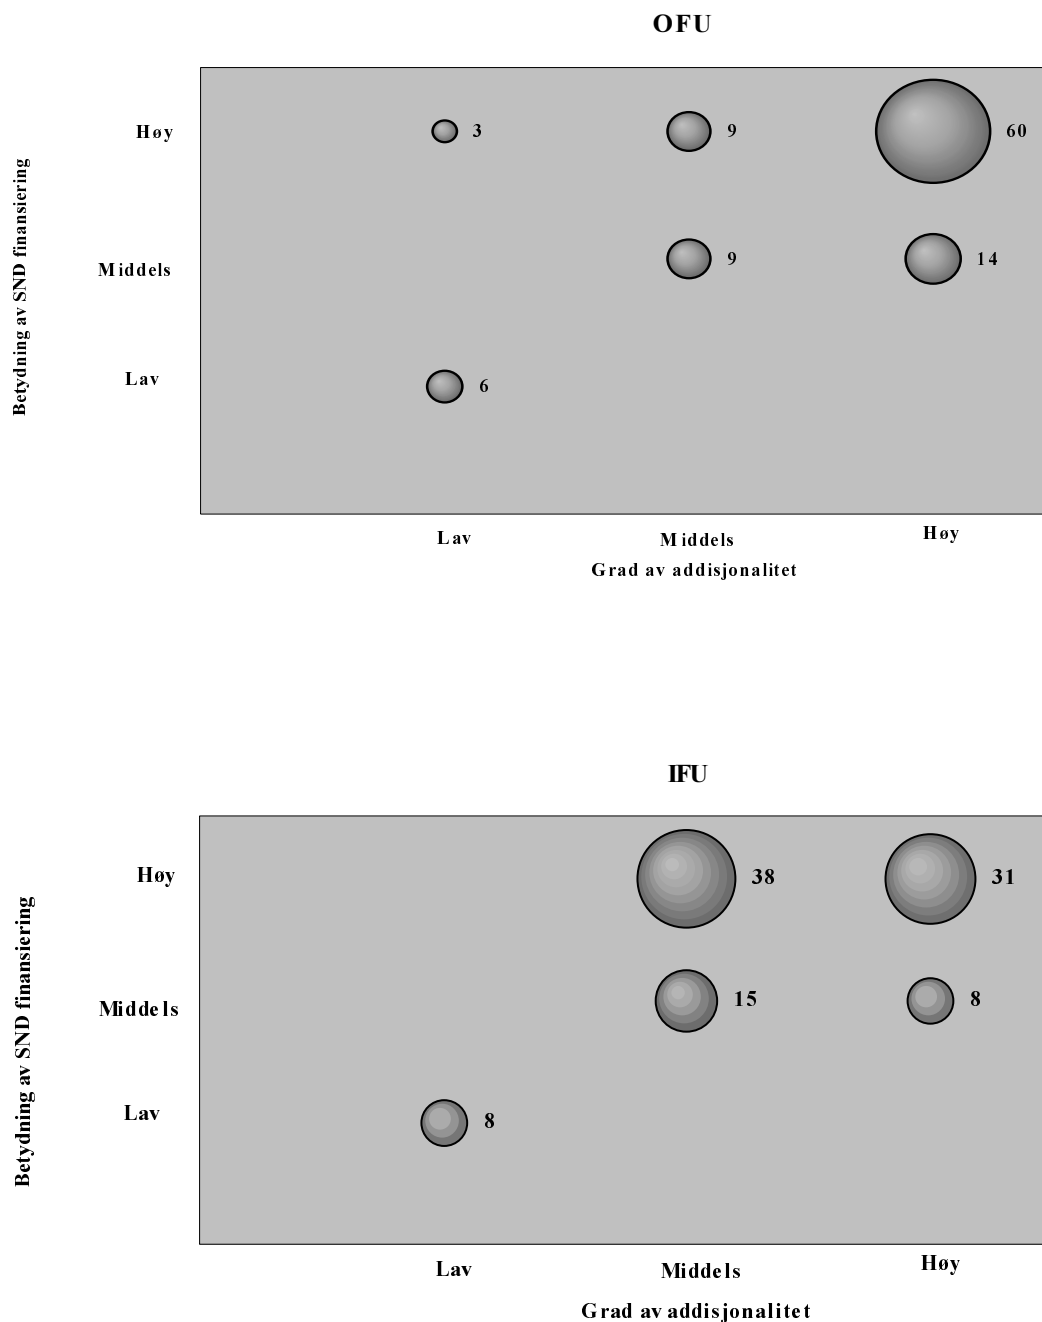 OFU
Høy
3
9
60
Betydning av SND finansiering
Middels
9
14
Lav
6
Lav
Middels
Høy
Grad av addisjonalitet
IFU
Høy
38
31
Betydning av SND finansiering
Middels
15
8
Lav
8
Lav
Middels
Høy
Grad av addisjonalitet